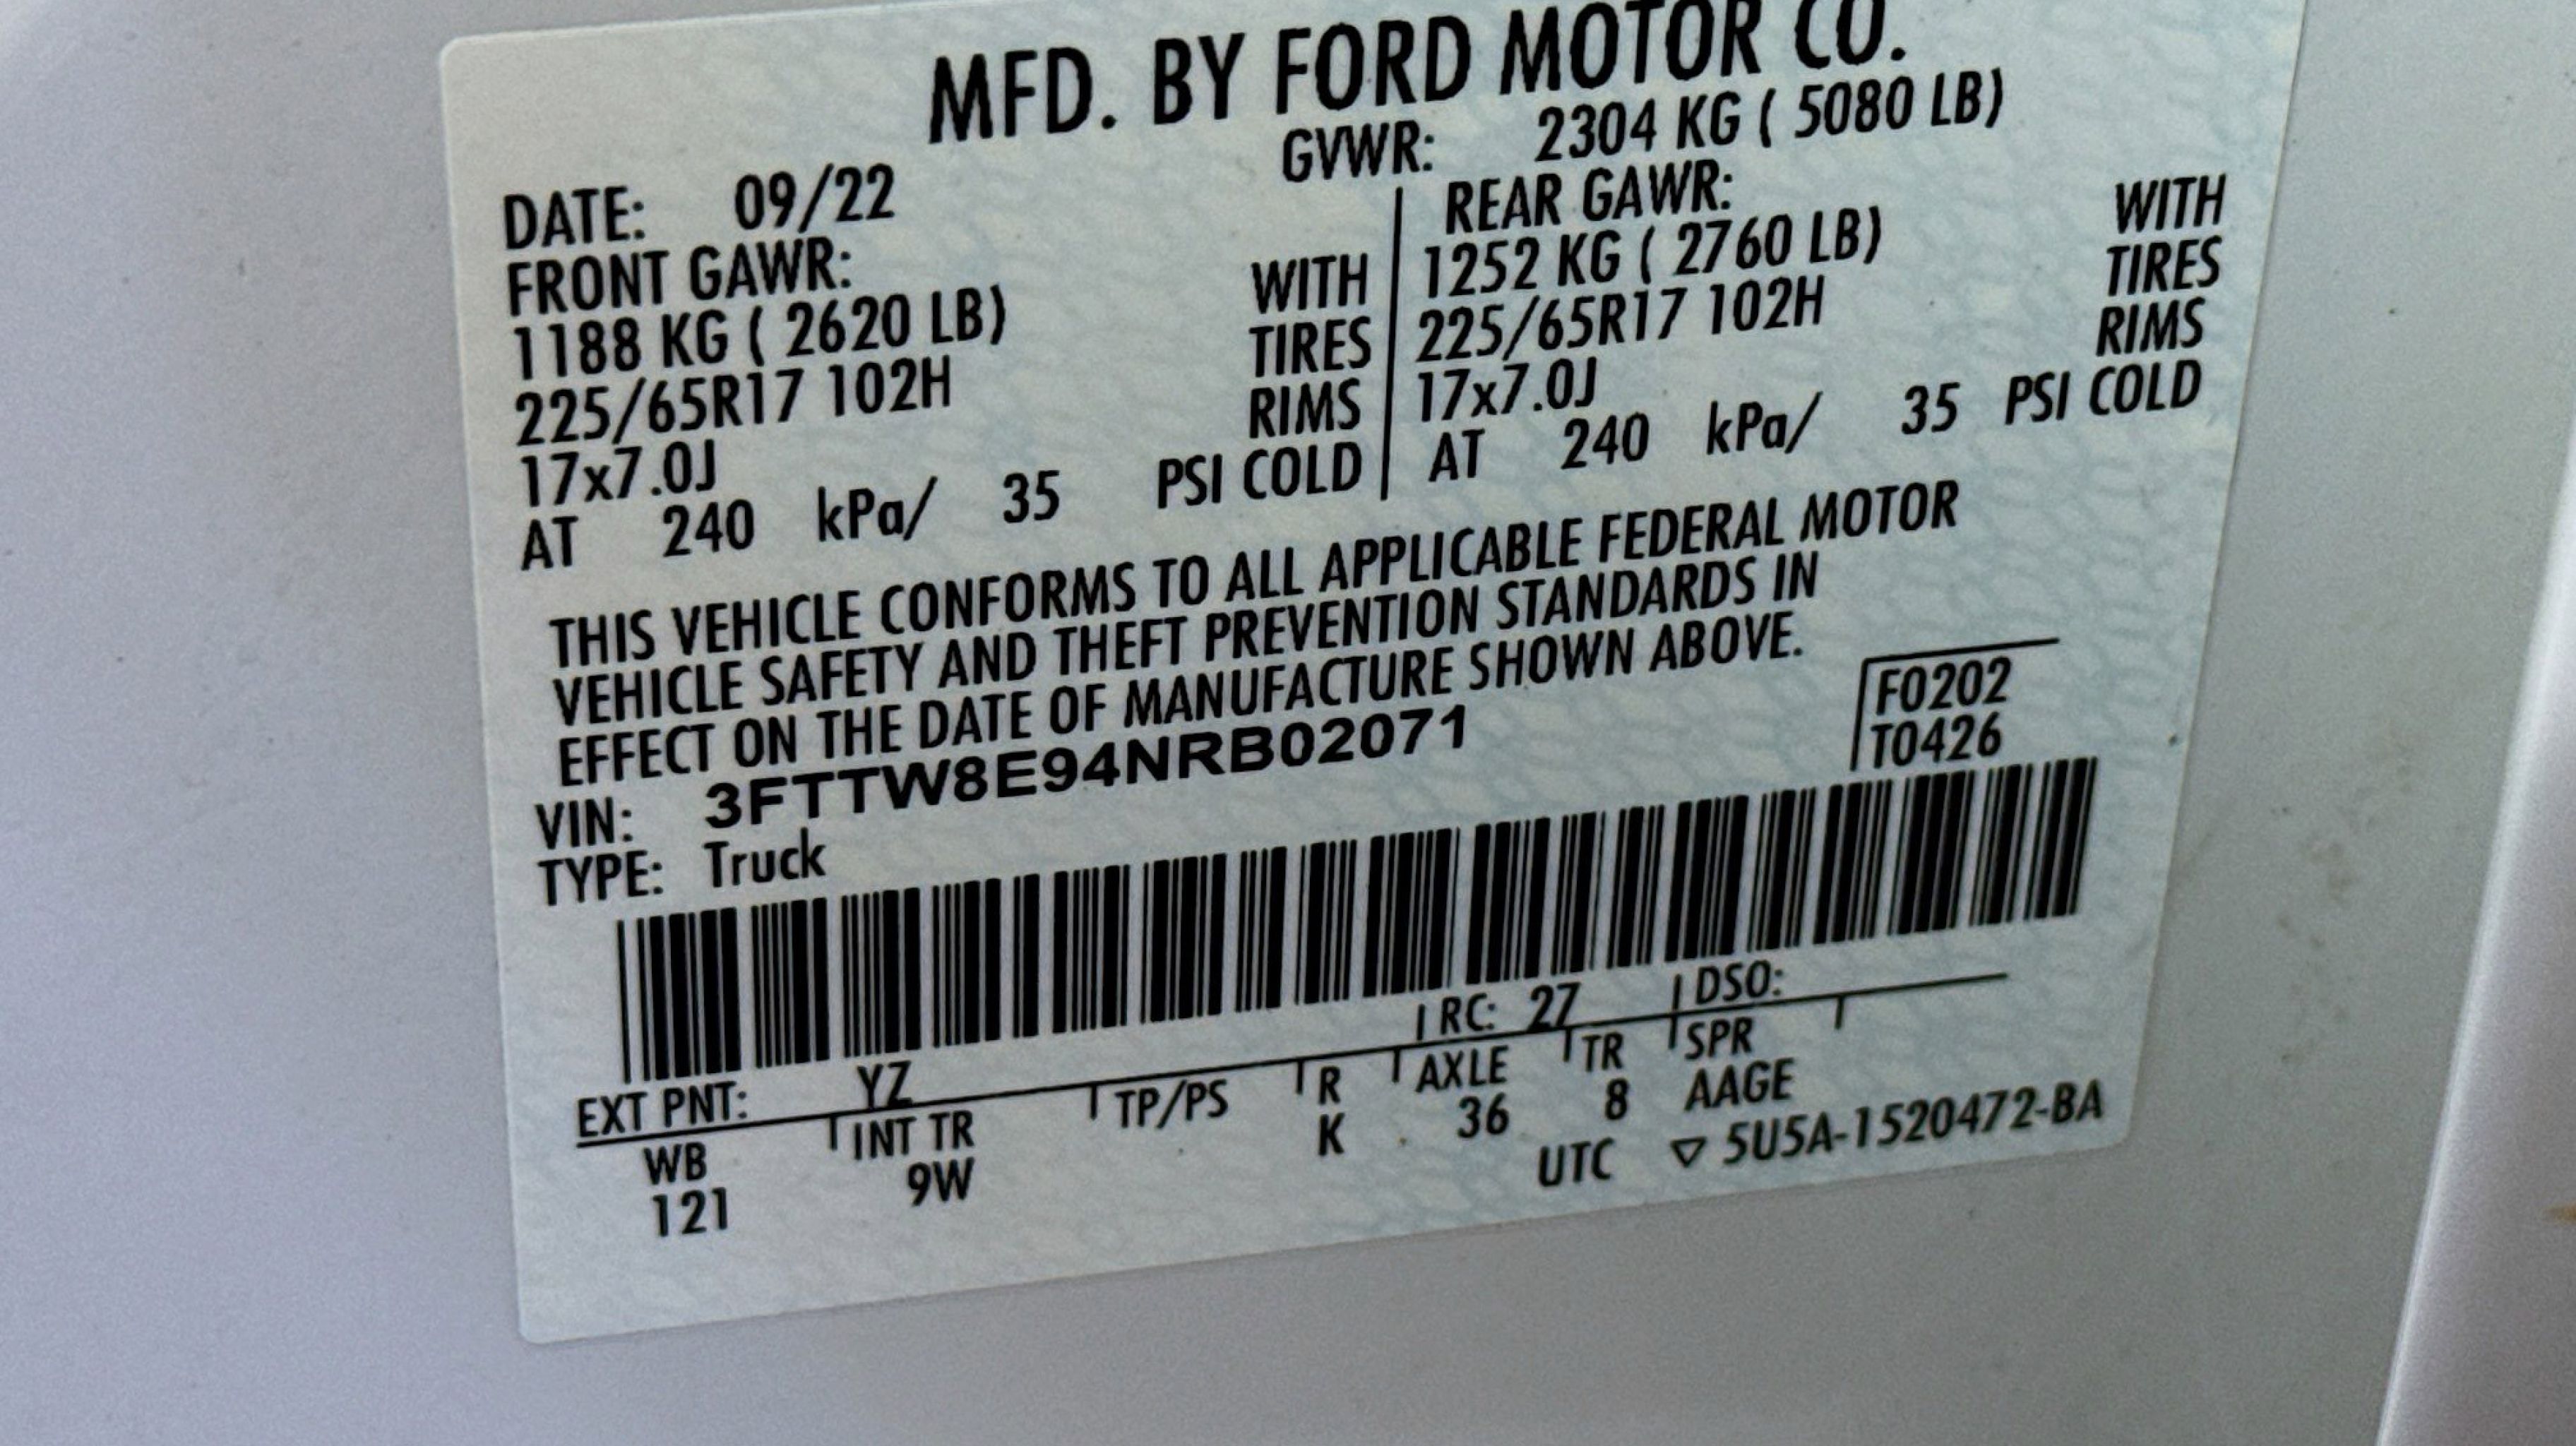 MFD. BY FORD MOTOR CO.
DATE: 09/22 GVWR: 2304 KG ( 5080 LB)
FRONT GAWR: REAR GAWR:
1188 KG ( 2620 LB) WITH 1252 KG ( 2760 LB) WITH
225/65R17 102H TIRES 225/65R17 102H TIRES
17x7.0J RIMS 17x7.0J RIMS
AT 240 kPa/ 35 PSI COLD AT 240 kPa/ 35 PSI COLD
THIS VEHICLE CONFORMS TO ALL APPLICABLE FEDERAL MOTOR
VEHICLE SAFETY AND THEFT PREVENTION STANDARDS IN
EFFECT ON THE DATE OF MANUFACTURE SHOWN ABOVE.
VIN: 3FTTW8E94NRB02071 F0202
TYPE: Truck T0426
EXT PNT: YZ RC: 27 DSO:
WB INT TR TP/PS R AXLE TR SPR
121 9W K 36 8 AAGE
UTC ▽ 5U5A-1520472-BA